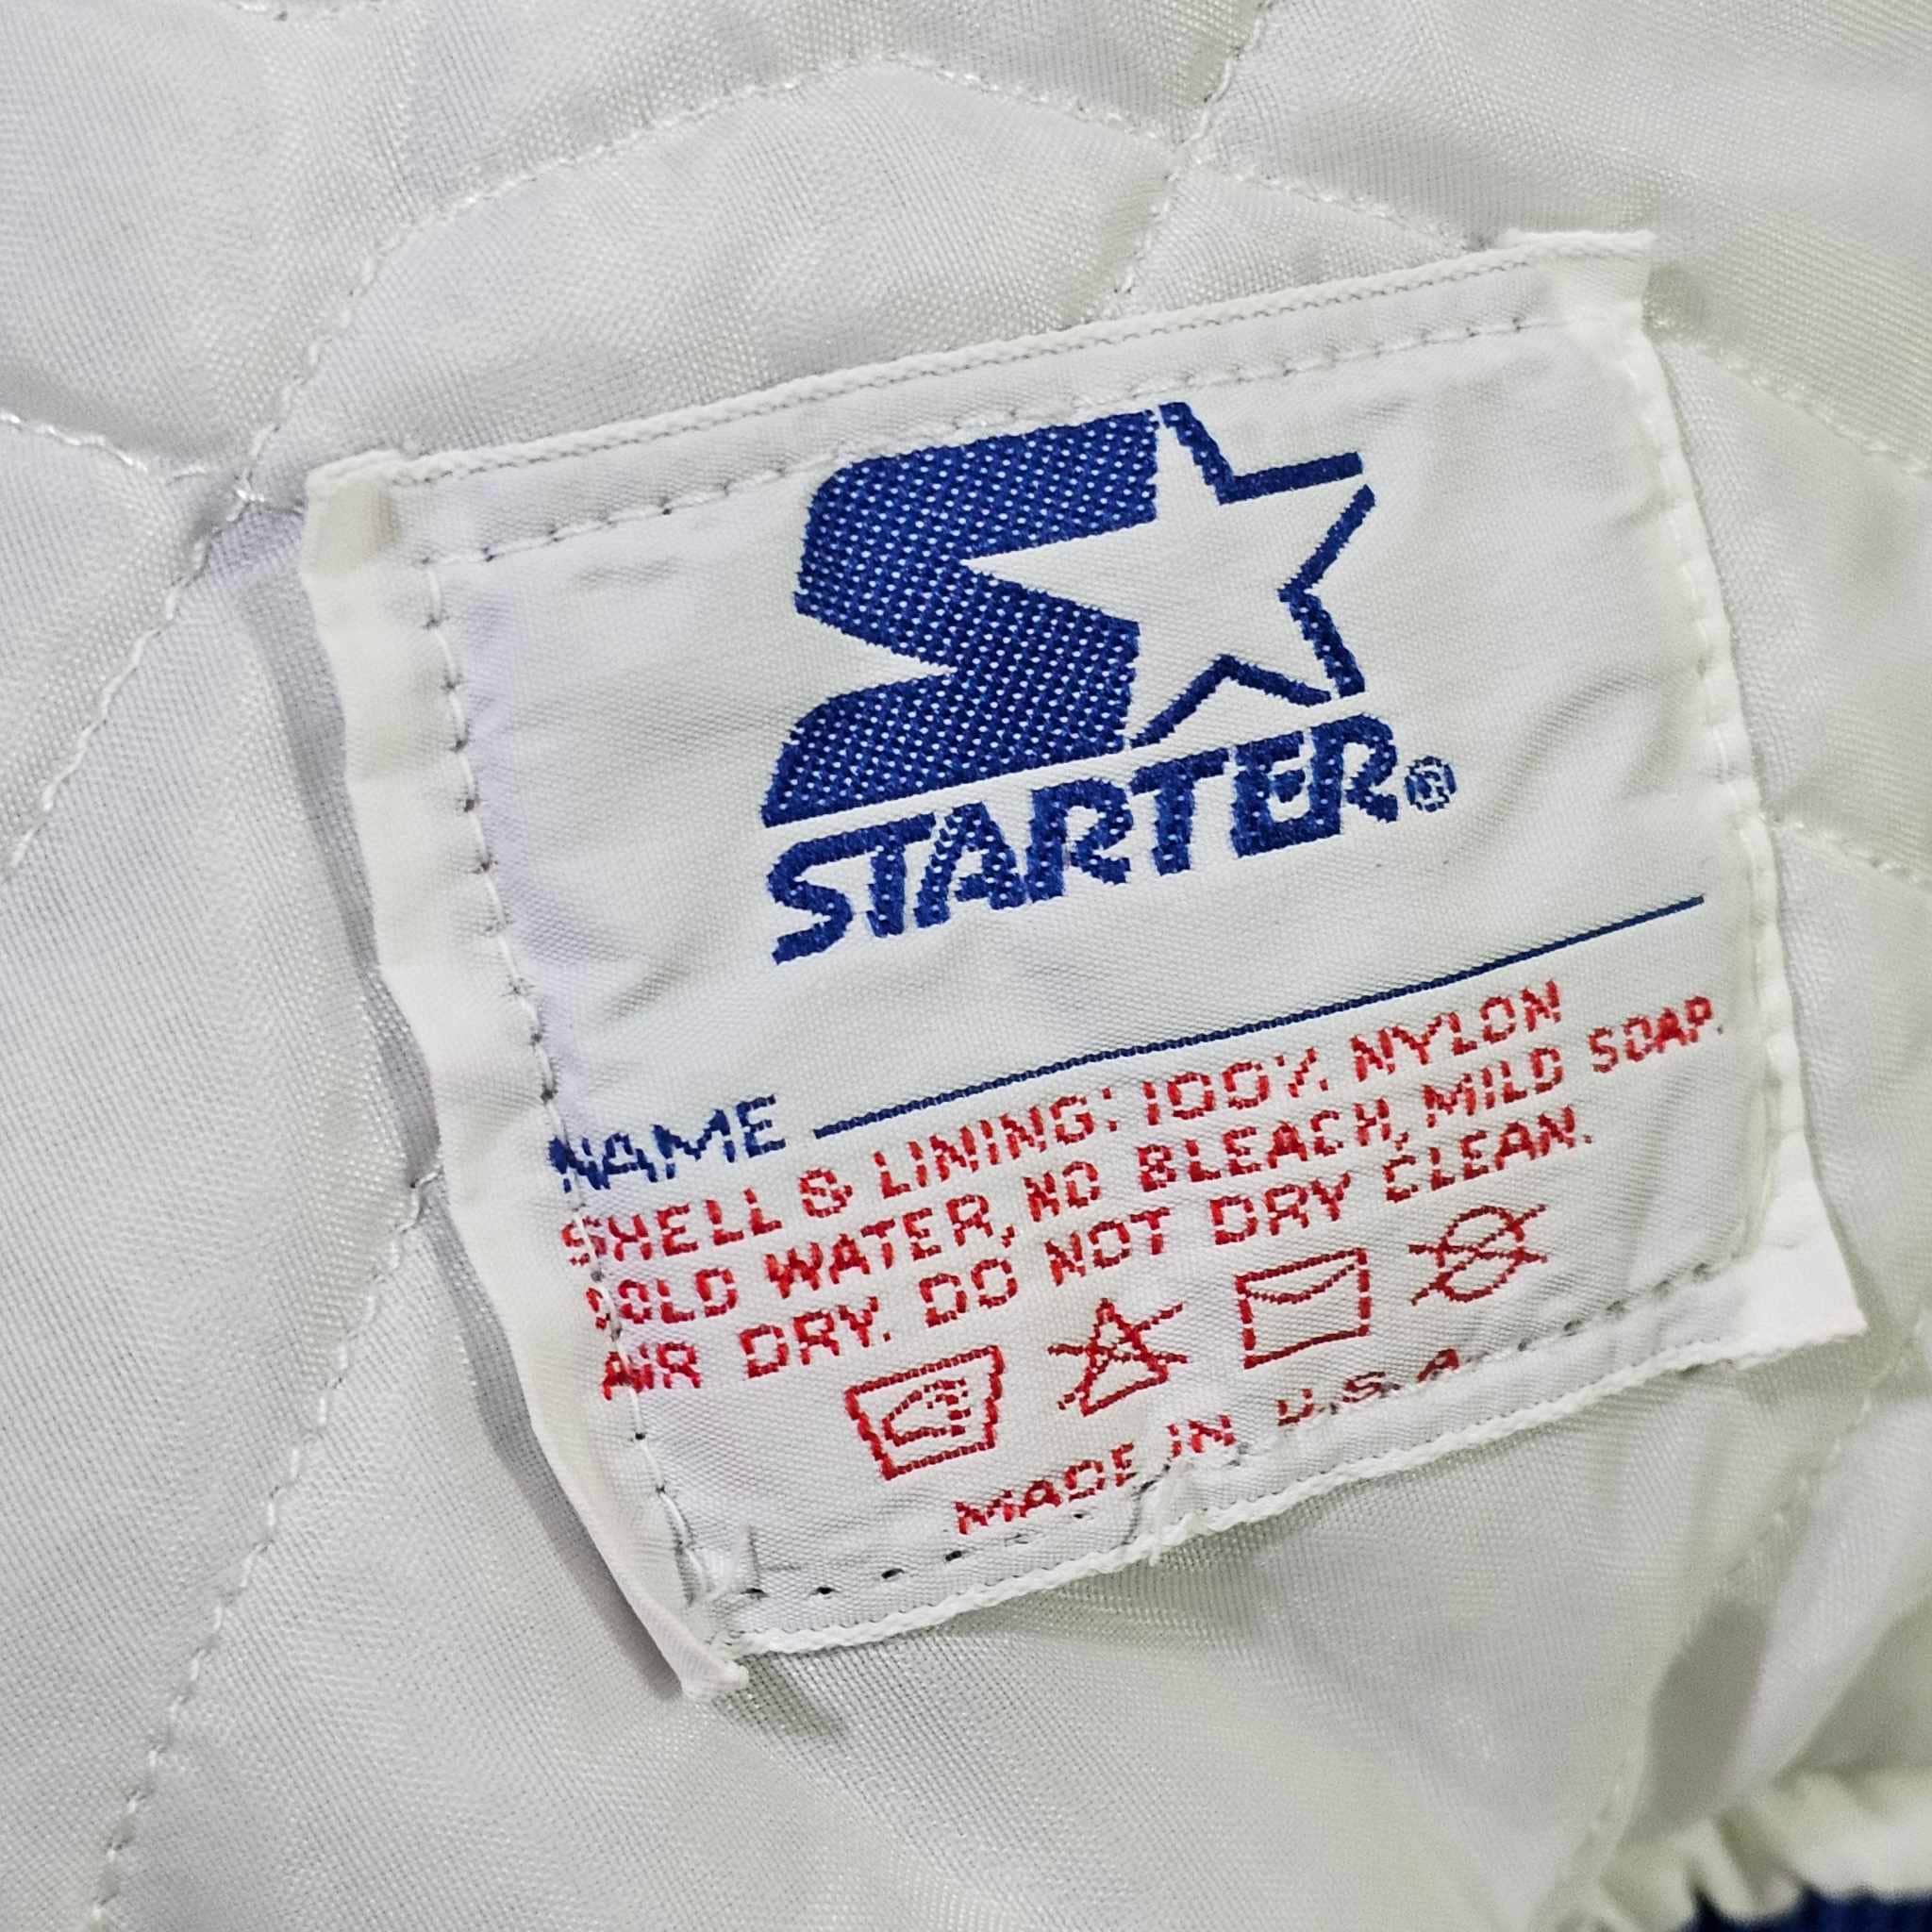 STARTER®
NAME
SHELL & LINING: 100% NYLON
COLD WATER, NO BLEACH, MILD SOAP.
AIR DRY. DO NOT DRY CLEAN.
MADE IN U.S.A.